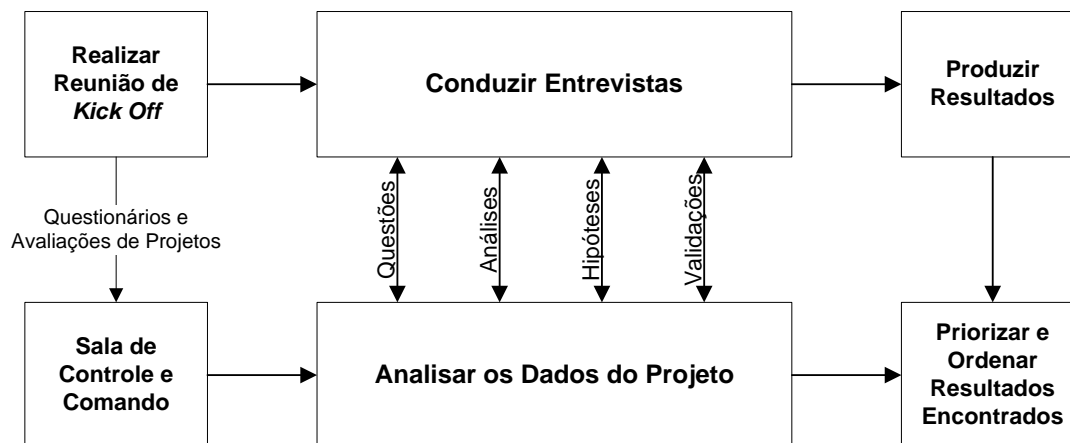 Realizar
Reunião de
Kick Off
Conduzir Entrevistas
Produzir
Resultados
Questionários e
Avaliações de Projetos
Questões
Análises
Hipóteses
Validações
Sala de
Controle e
Comando
Analisar os Dados do Projeto
Priorizar e
Ordenar
Resultados
Encontrados